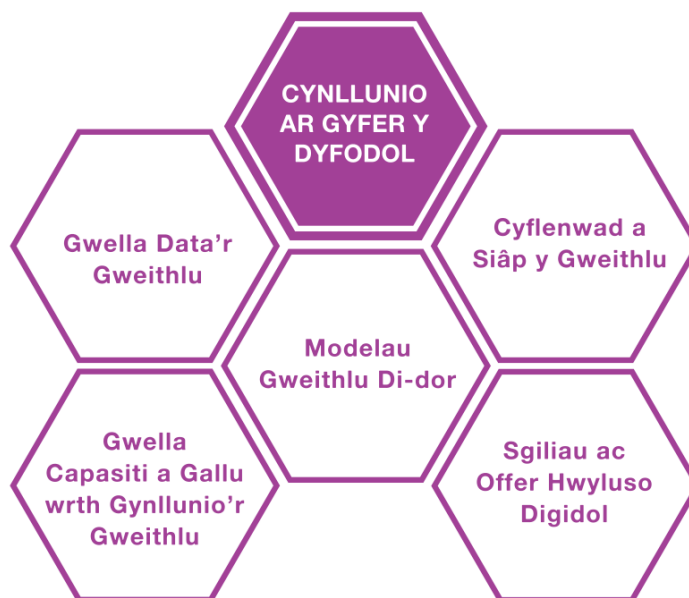 CYNLLUNIO
AR GYFER Y
DYFODOL
Gwella Data’r
Gweithlu
Cyflenwad a
Siâp y Gweithlu
Modelau
Gweithlu Di-dor
Gwella
Capasiti a Gallu
wrth Gynllunio’r
Gweithlu
Sgiliau ac
Offer Hwyluso
Digidol